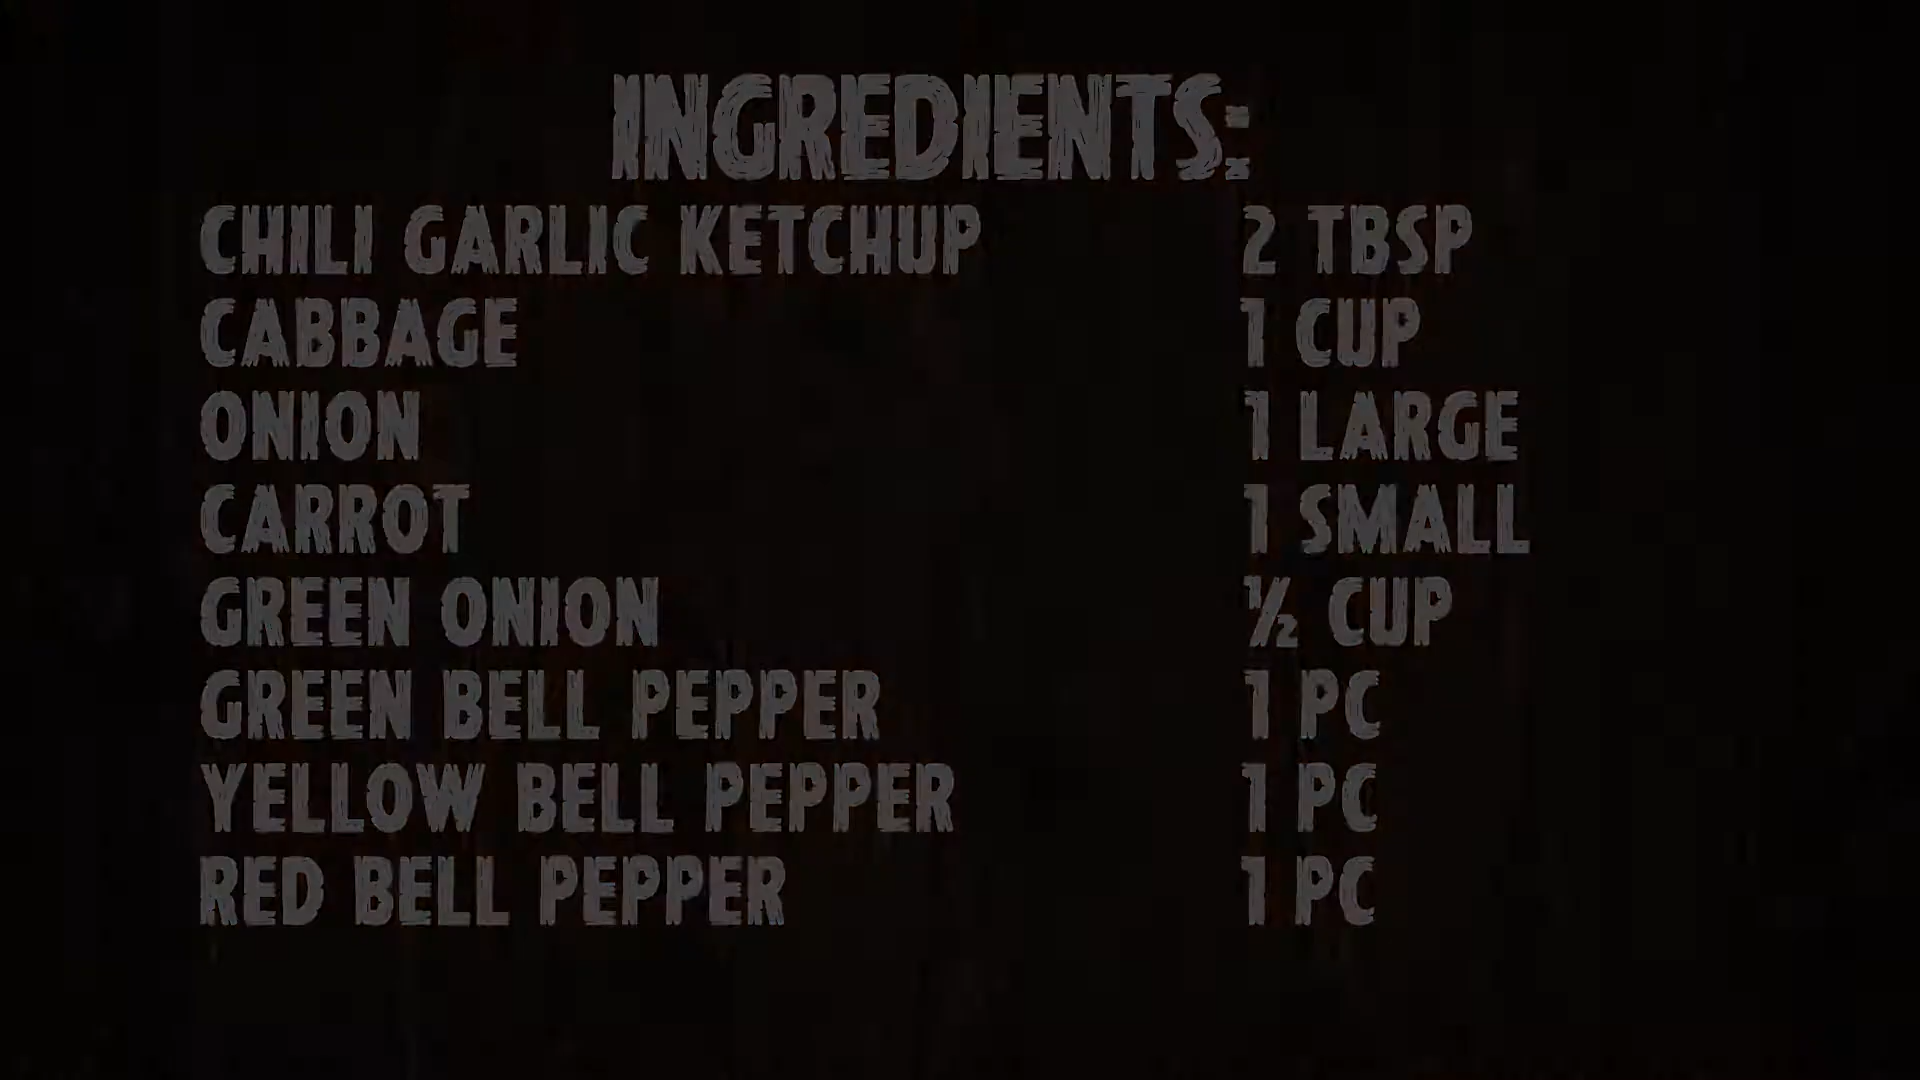 INGREDIENTS:
CHILI GARLIC KETCHUP 2 TBSP
CABBAGE 1 CUP
ONION 1 LARGE
CARROT 1 SMALL
GREEN ONION ½ CUP
GREEN BELL PEPPER 1 PC
YELLOW BELL PEPPER 1 PC
RED BELL PEPPER 1 PC